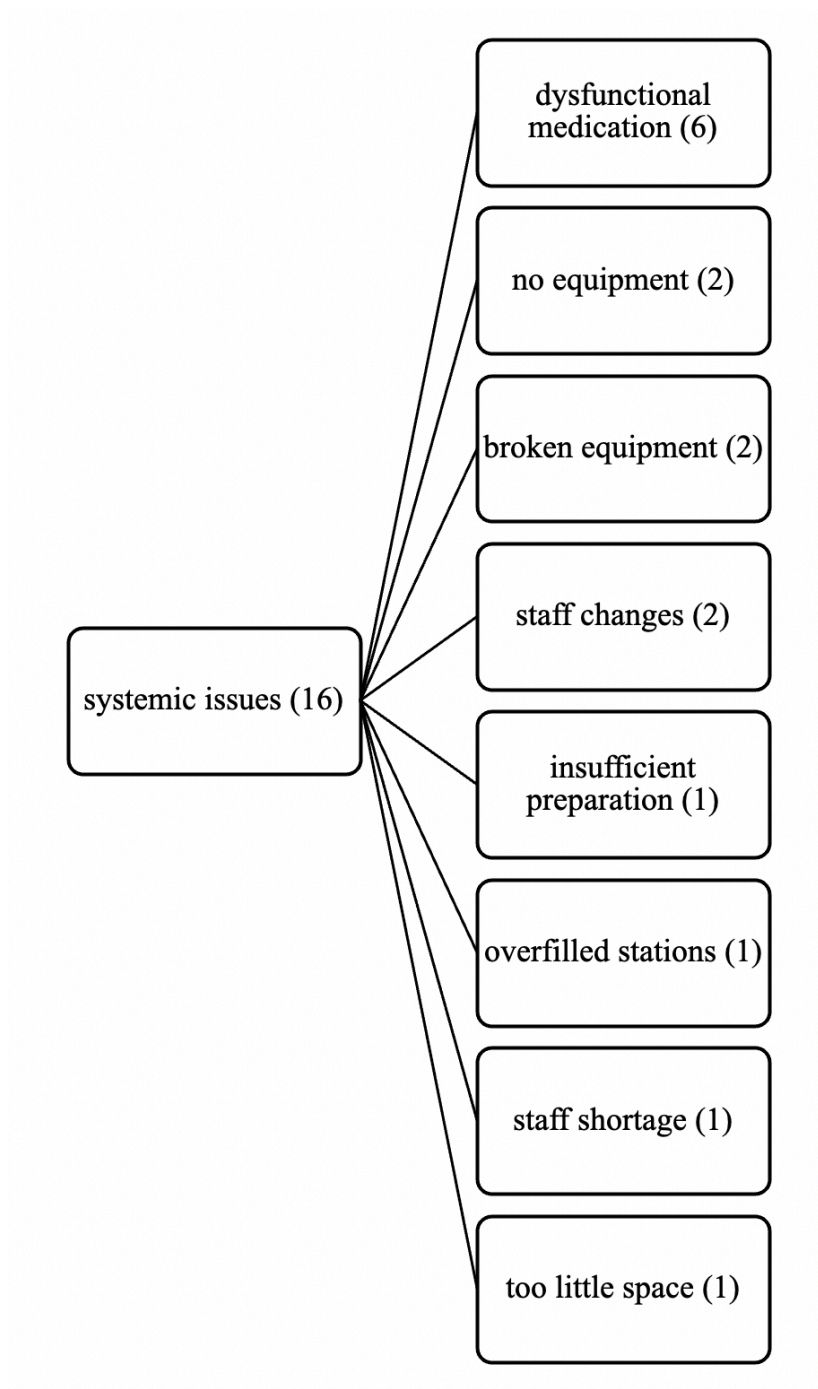 dysfunctional
medication (6)
no equipment (2)
broken equipment (2)
staff changes (2)
systemic issues (16)
insufficient
preparation (1)
overfilled stations (1)
staff shortage (1)
too little space (1)